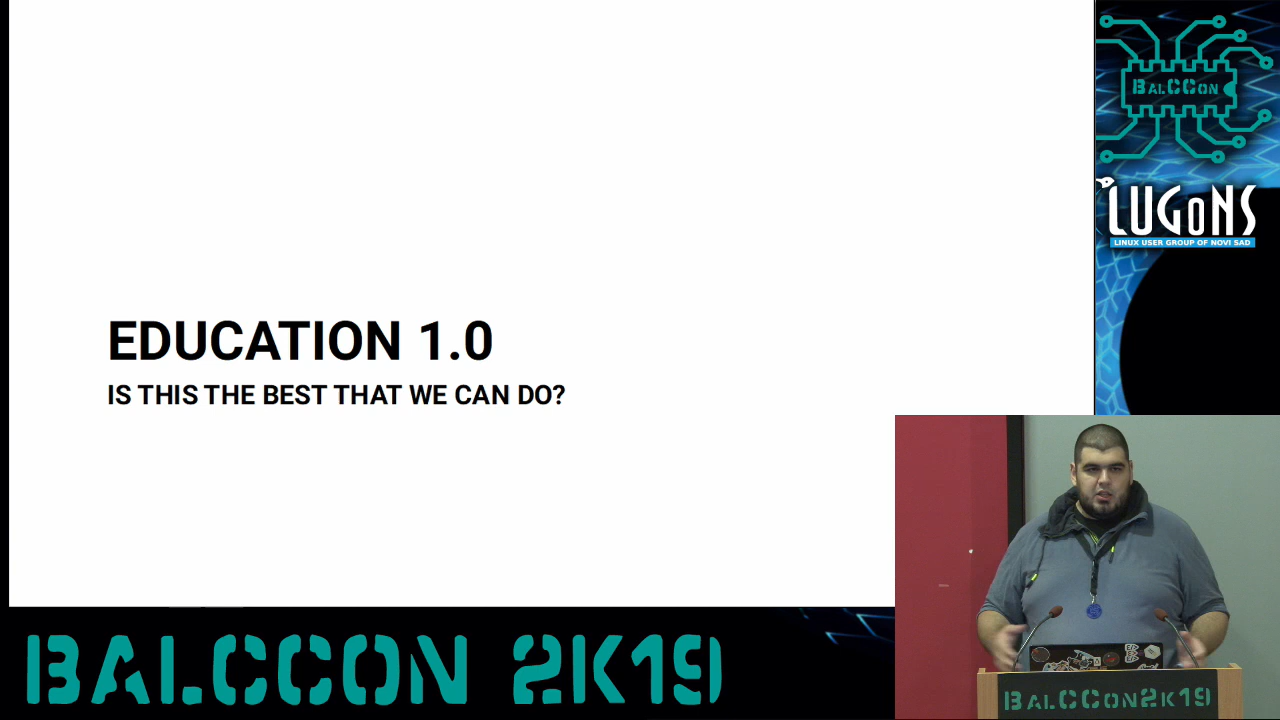 EDUCATION 1.0
IS THIS THE BEST THAT WE CAN DO?
BALCCON
LUGONS
LINUX USER GROUP OF NOVI SAD
BALCCON 2K19
BALCCON2K19